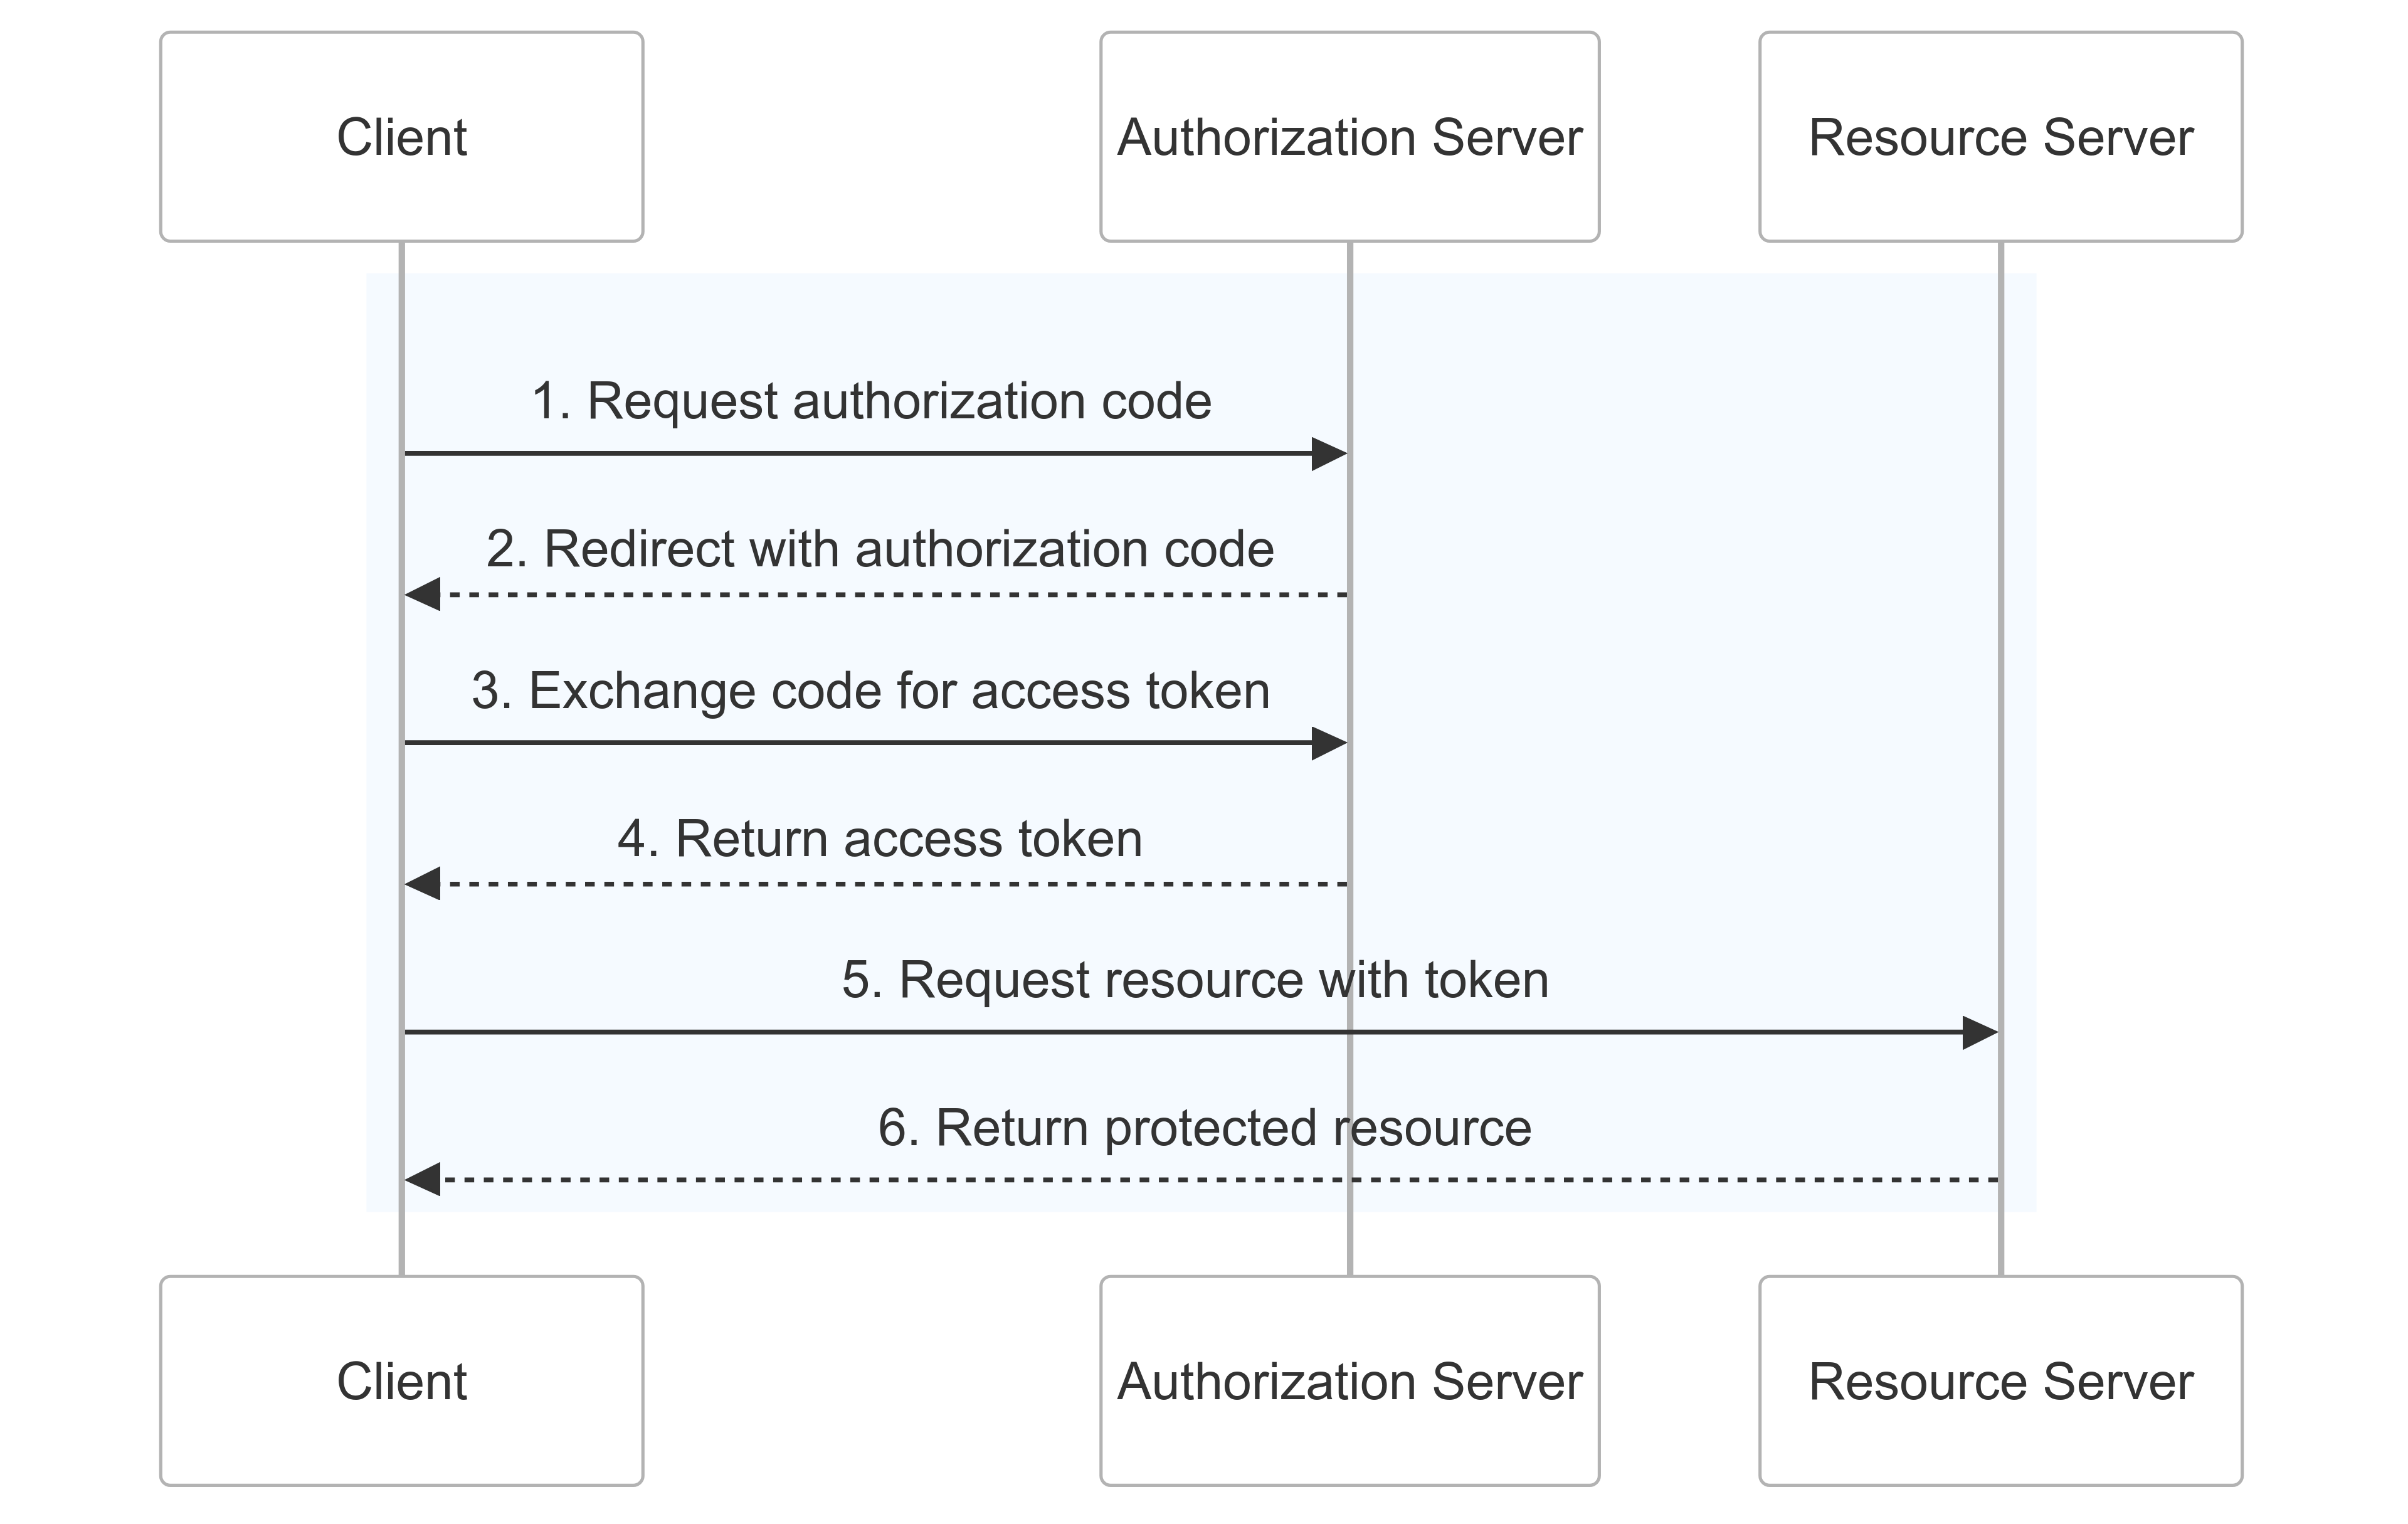 Client
Authorization Server
Resource Server
1. Request authorization code
2. Redirect with authorization code
3. Exchange code for access token
4. Return access token
5. Request resource with token
6. Return protected resource
Client
Authorization Server
Resource Server